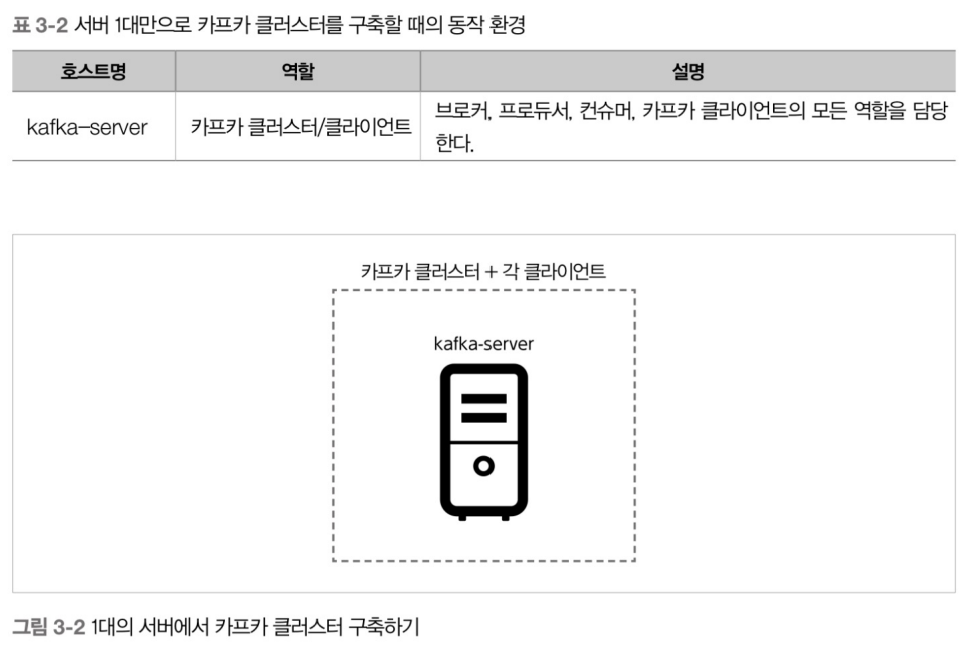 표 3-2 서버 1대만으로 카프카 클러스터를 구축할 때의 동작 환경
호스트명 역할 설명
kafka-server 카프카 클러스터/클라이언트 브로커, 프로듀서, 컨슈머, 카프카 클라이언트의 모든 역할을 담당
한다.
카프카 클러스터 + 각 클라이언트
kafka-server
그림 3-2 1대의 서버에서 카프카 클러스터 구축하기